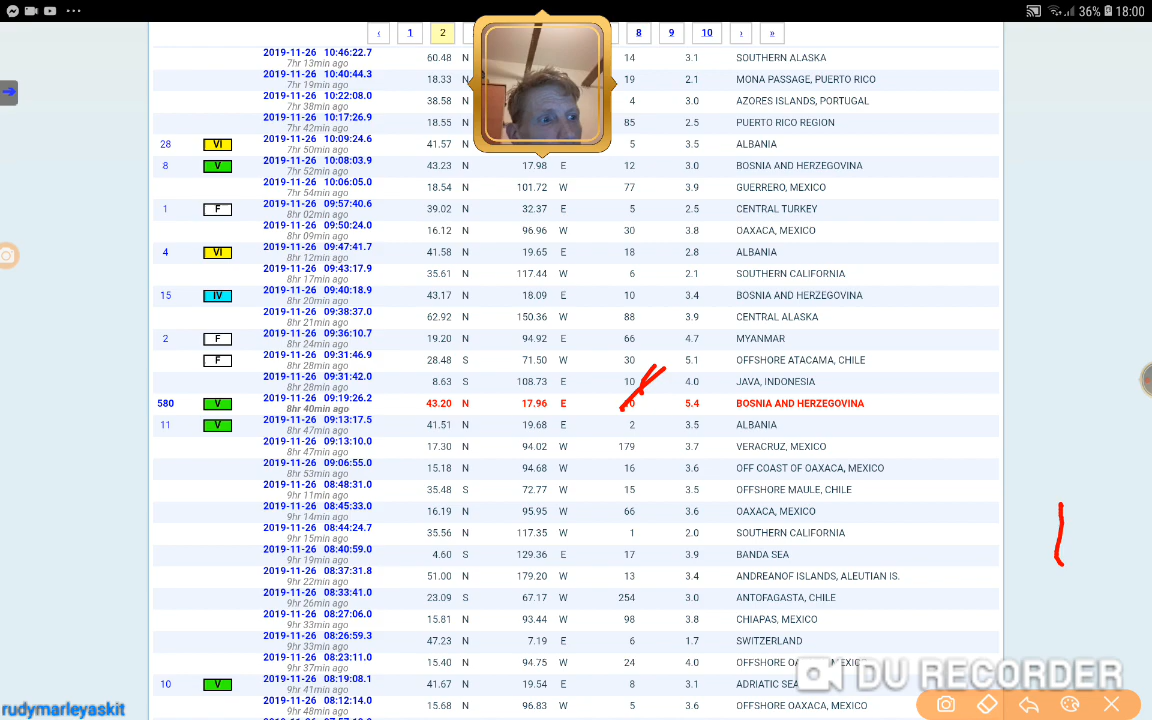 36% 18:00
‹ 1 2 8 9 10 › »
2019-11-26 10:46:22.7 60.48 N 14 3.1 SOUTHERN ALASKA
7hr 13min ago
2019-11-26 10:40:44.3 18.33 N 19 2.1 MONA PASSAGE, PUERTO RICO
7hr 19min ago
2019-11-26 10:22:08.0 38.58 N 4 3.0 AZORES ISLANDS, PORTUGAL
7hr 38min ago
2019-11-26 10:17:26.9 18.55 N 85 2.5 PUERTO RICO REGION
7hr 42min ago
28 VI 2019-11-26 10:09:24.6 41.57 N 5 3.5 ALBANIA
7hr 50min ago
8 V 2019-11-26 10:08:03.9 43.23 N 17.98 E 12 3.0 BOSNIA AND HERZEGOVINA
7hr 52min ago
2019-11-26 10:06:05.0 18.54 N 101.72 W 77 3.9 GUERRERO, MEXICO
7hr 54min ago
1 F 2019-11-26 09:57:40.6 39.02 N 32.37 E 5 2.5 CENTRAL TURKEY
8hr 02min ago
2019-11-26 09:50:24.0 16.12 N 96.96 W 30 3.8 OAXACA, MEXICO
8hr 09min ago
4 VI 2019-11-26 09:47:41.7 41.58 N 19.65 E 18 2.8 ALBANIA
8hr 12min ago
2019-11-26 09:43:17.9 35.61 N 117.44 W 6 2.1 SOUTHERN CALIFORNIA
8hr 17min ago
15 IV 2019-11-26 09:40:18.9 43.17 N 18.09 E 10 3.4 BOSNIA AND HERZEGOVINA
8hr 20min ago
2019-11-26 09:38:37.0 62.92 N 150.36 W 88 3.9 CENTRAL ALASKA
8hr 21min ago
2 F 2019-11-26 09:36:10.7 19.20 N 94.92 E 66 4.7 MYANMAR
8hr 24min ago
F 2019-11-26 09:31:46.9 28.48 S 71.50 W 30 5.1 OFFSHORE ATACAMA, CHILE
8hr 28min ago
2019-11-26 09:31:42.0 8.63 S 108.73 E 10 4.0 JAVA, INDONESIA
8hr 28min ago
580 V 2019-11-26 09:19:26.2 43.20 N 17.96 E 5.4 BOSNIA AND HERZEGOVINA
8hr 40min ago
11 V 2019-11-26 09:13:17.5 41.51 N 19.68 E 2 3.5 ALBANIA
8hr 47min ago
2019-11-26 09:13:10.0 17.30 N 94.02 W 179 3.7 VERACRUZ, MEXICO
8hr 47min ago
2019-11-26 09:06:55.0 15.18 N 94.68 W 16 3.6 OFF COAST OF OAXACA, MEXICO
8hr 53min ago
2019-11-26 08:48:31.0 35.48 S 72.77 W 15 3.5 OFFSHORE MAULE, CHILE
9hr 11min ago
2019-11-26 08:45:33.0 16.19 N 95.95 W 66 3.6 OAXACA, MEXICO
9hr 14min ago
2019-11-26 08:44:24.7 35.56 N 117.35 W 1 2.0 SOUTHERN CALIFORNIA
9hr 15min ago
2019-11-26 08:40:59.0 4.60 S 129.36 E 17 3.9 BANDA SEA
9hr 19min ago
2019-11-26 08:37:31.8 51.00 N 179.20 W 13 3.4 ANDREANOF ISLANDS, ALEUTIAN IS.
9hr 22min ago
2019-11-26 08:33:41.0 23.09 S 67.17 W 254 3.0 ANTOFAGASTA, CHILE
9hr 26min ago
2019-11-26 08:27:06.0 15.81 N 93.44 W 98 3.8 CHIAPAS, MEXICO
9hr 33min ago
2019-11-26 08:26:59.3 47.23 N 7.19 E 6 1.7 SWITZERLAND
9hr 33min ago
2019-11-26 08:23:11.0 15.40 N 94.75 W 24 4.0 OFFSHORE
9hr 37min ago
10 V 2019-11-26 08:19:08.1 41.67 N 19.54 E 8 3.1 ADRIATIC SEA
9hr 41min ago
2019-11-26 08:12:14.0 15.68 N 96.83 W 5 3.6 OFFSHORE OAXACA, MEXICO
9hr 48min ago
DU RECORDER
rudymarleyaskit